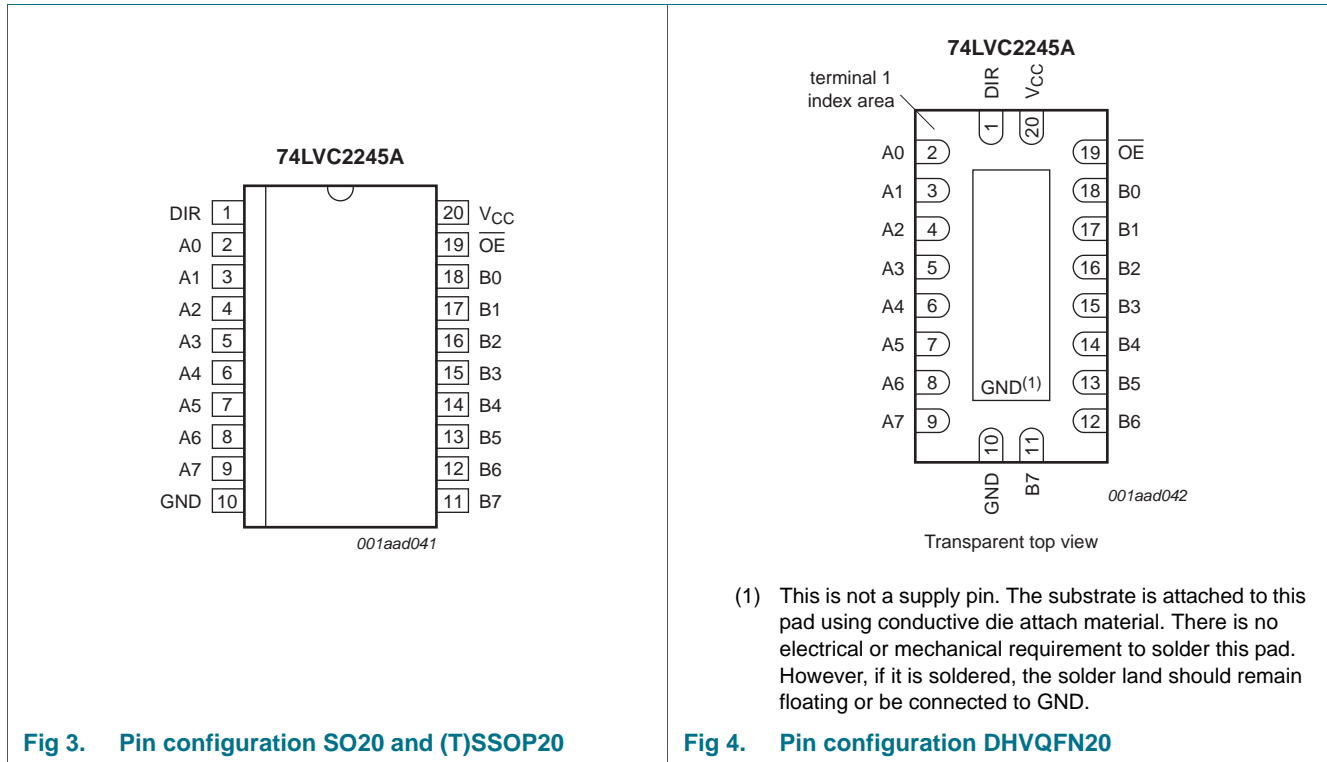 74LVC2245A
DIR 1
A0 2
A1 3
A2 4
A3 5
A4 6
A5 7
A6 8
A7 9
GND 10
20 VCC
19 OE
18 B0
17 B1
16 B2
15 B3
14 B4
13 B5
12 B6
11 B7
001aad041
Fig 3. Pin configuration SO20 and (T)SSOP20
74LVC2245A
terminal 1
index area
DIR
VCC
1
20
A0 2
A1 3
A2 4
A3 5
A4 6
A5 7
A6 8
A7 9
19 OE
18 B0
17 B1
16 B2
15 B3
14 B4
13 B5
12 B6
GND(1)
10
11
GND
B7
001aad042
Transparent top view
(1) This is not a supply pin. The substrate is attached to this
pad using conductive die attach material. There is no
electrical or mechanical requirement to solder this pad.
However, if it is soldered, the solder land should remain
floating or be connected to GND.
Fig 4. Pin configuration DHVQFN20